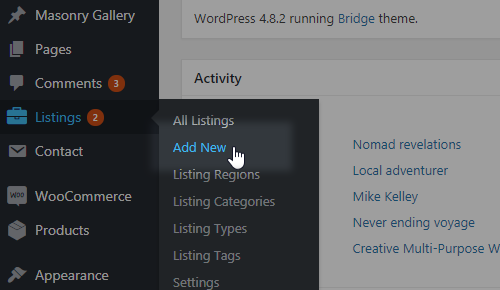 Masonry Gallery
Pages
Comments 3
Listings 2
Contact
WOO WooCommerce
Products
Appearance
All Listings
Add New
Listing Regions
Listing Categories
Listing Types
Listing Tags
Settings
WordPress 4.8.2 running Bridge theme.
Activity
Nomad revelations
Local adventurer
Mike Kelley
Never ending voyage
Creative Multi-Purpose W